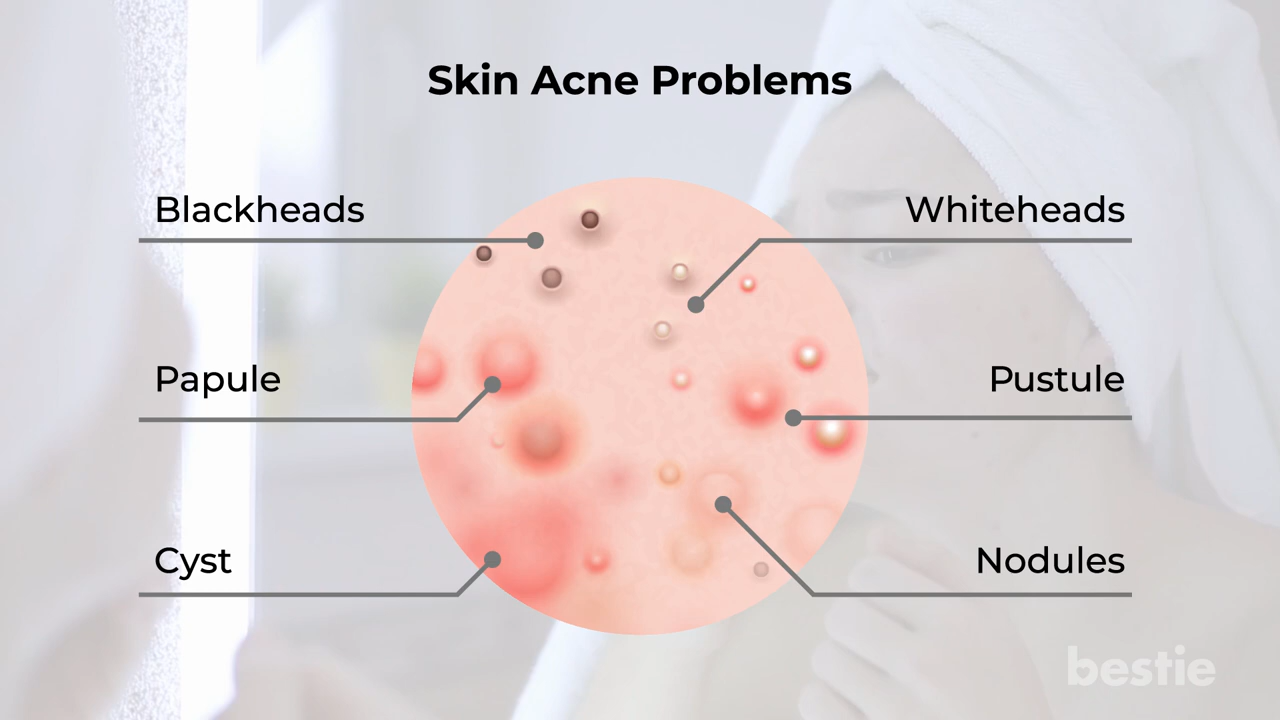 Skin Acne Problems
Blackheads
Whiteheads
Papule
Pustule
Cyst
Nodules
bestie